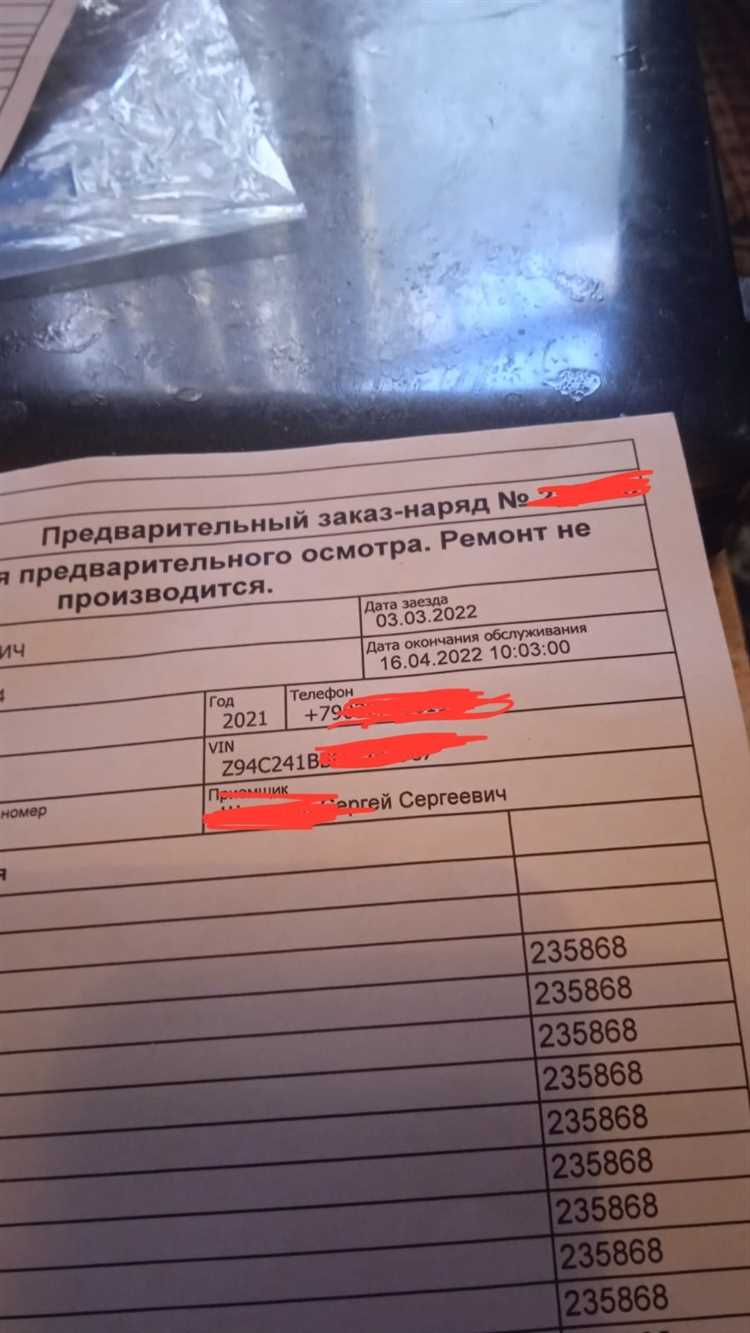 Предварительный заказ-наряд №
я предварительного осмотра. Ремонт не
производится.
ич
Дата заезда
03.03.2022
Дата окончания обслуживания
16.04.2022 10:03:00
4
Год
2021
Телефон
+79
VIN
Z94C241B
номер
Приемщик
Сергей Сергеевич
я
235868
235868
235868
235868
235868
235868
235868
235868
235868